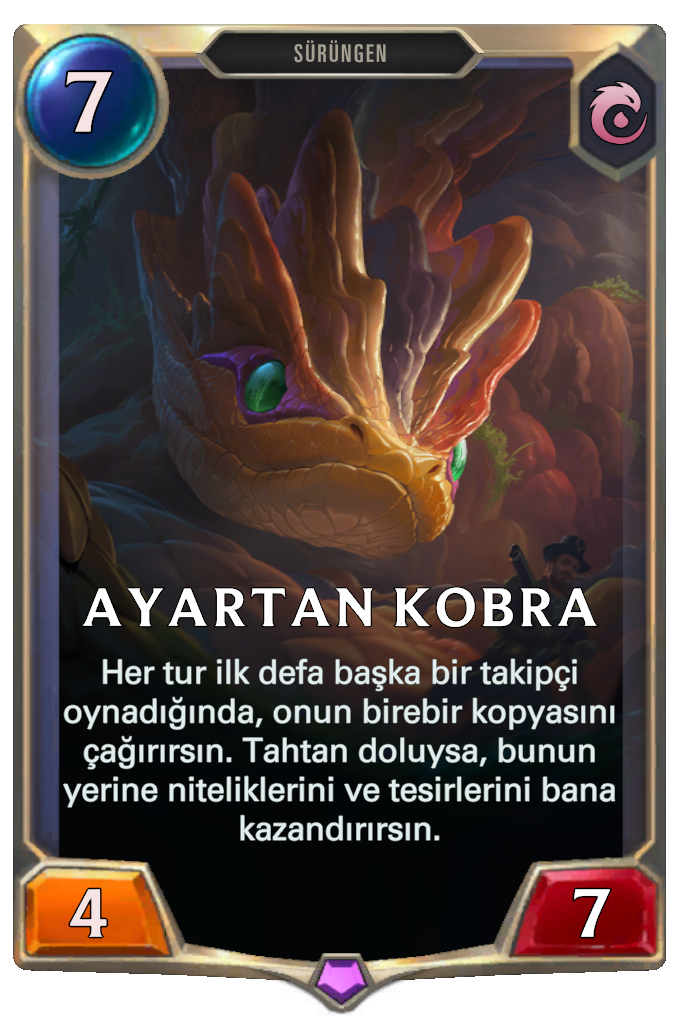 SÜRÜNGEN
7
AYARTAN KOBRA
Her tur ilk defa başka bir takipçi
oynadığında, onun birebir kopyasını
çağırırsın. Tahtan doluysa, bunun
yerine niteliklerini ve tesirlerini bana
kazandırırsın.
4
7